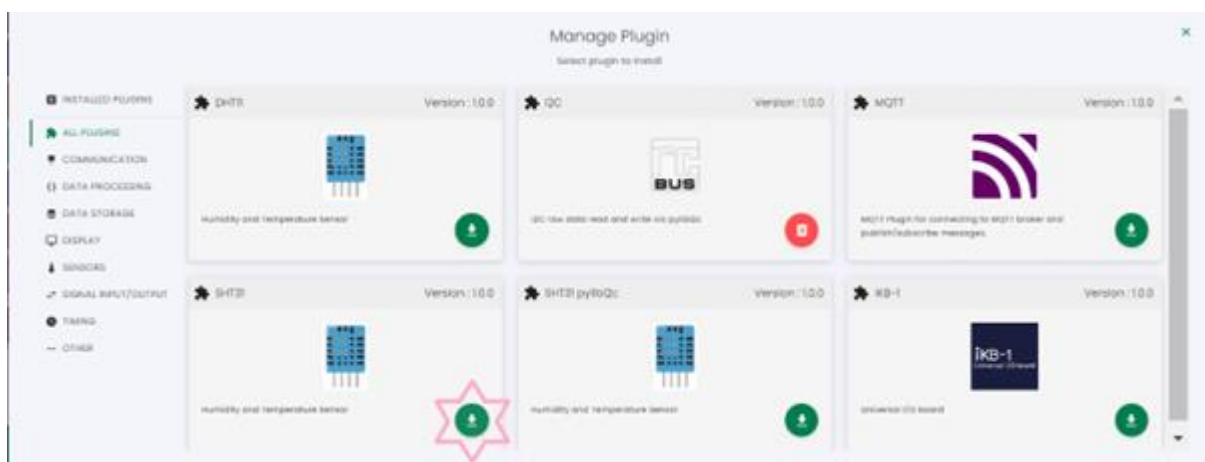 Manage Plugin
Select plugin to install
INSTALLED PLUGINS
ALL PLUGINS
COMMUNICATION
DATA PROCESSING
DATA STORAGE
DISPLAY
SENSORS
SIGNAL INPUT/OUTPUT
TIMING
OTHER
DHT11 Version : 1.0.0
Humidity and Temperature Sensor
I2C Version : 1.0.0
BUS
I2C raw data read and write via pyftdi
MQTT Version : 1.0.0
MQTT Plugin for connecting to MQTT broker and
publish/subscribe messages.
SHT31 Version : 1.0.0
Humidity and Temperature Sensor
SHT31 Version : 1.0.0
Humidity and Temperature Sensor
iKB-1 Version : 1.0.0
iKB-1
Universal I/O board